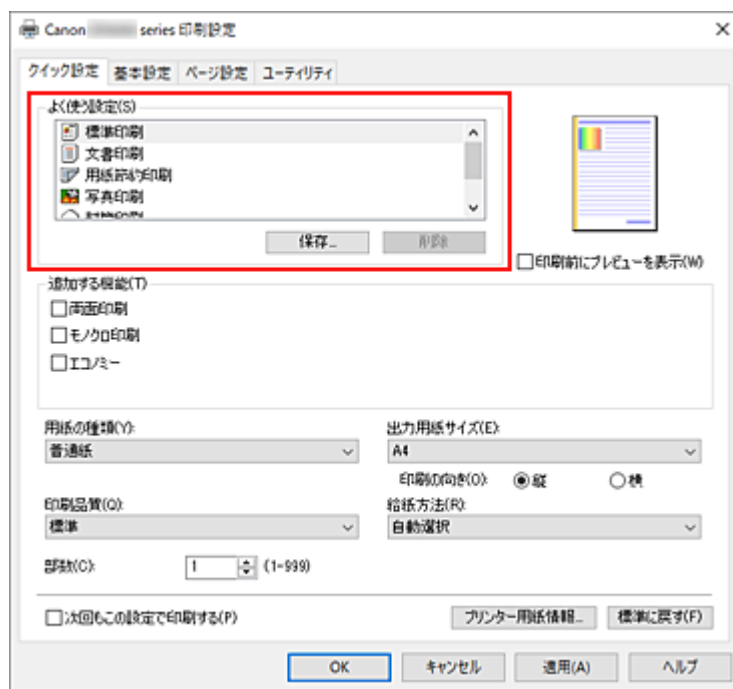 Canon series 印刷設定
クイック設定 基本設定 ページ設定 ユーティリティ
よく使う設定(S)
標準印刷
文書印刷
用紙節約印刷
写真印刷
保存...
削除
印刷前にプレビューを表示(W)
追加する機能(T)
両面印刷
モノクロ印刷
エコノミー
用紙の種類(Y):
普通紙
出力用紙サイズ(E):
A4
印刷の向き(O): 縦 横
印刷品質(Q):
標準
給紙方法(R):
自動選択
部数(C): 1 (1-999)
次回もこの設定で印刷する(P)
プリンター用紙情報... 標準に戻す(F)
OK キャンセル 適用(A) ヘルプ